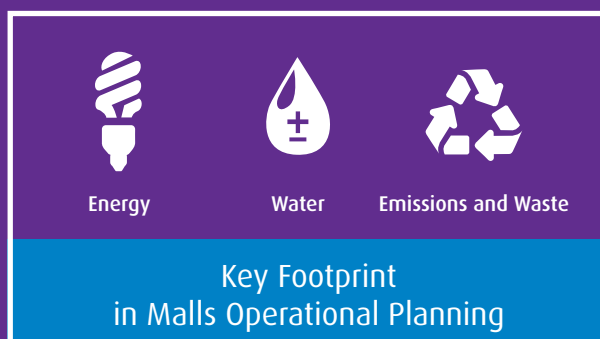 Energy
Water
Emissions and Waste
Key Footprint
in Malls Operational Planning